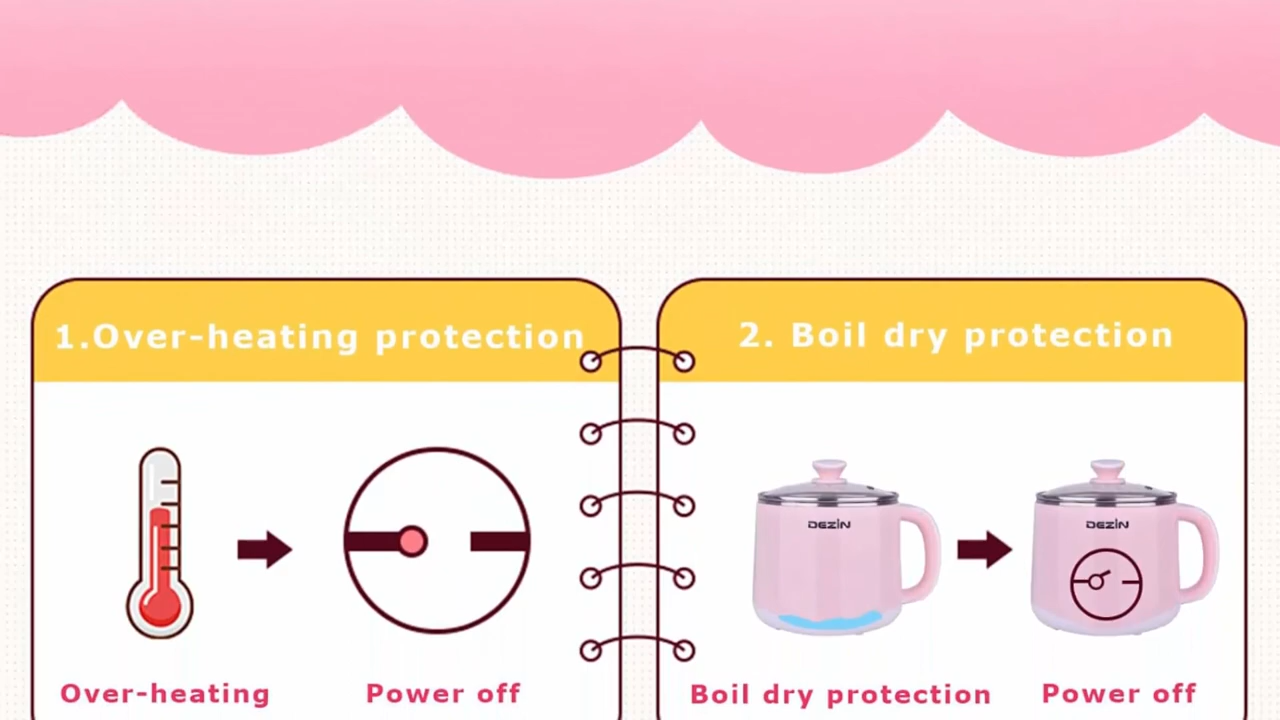 1.Over-heating protection
2. Boil dry protection
DEZIN
DEZIN
Over-heating
Power off
Boil dry protection
Power off